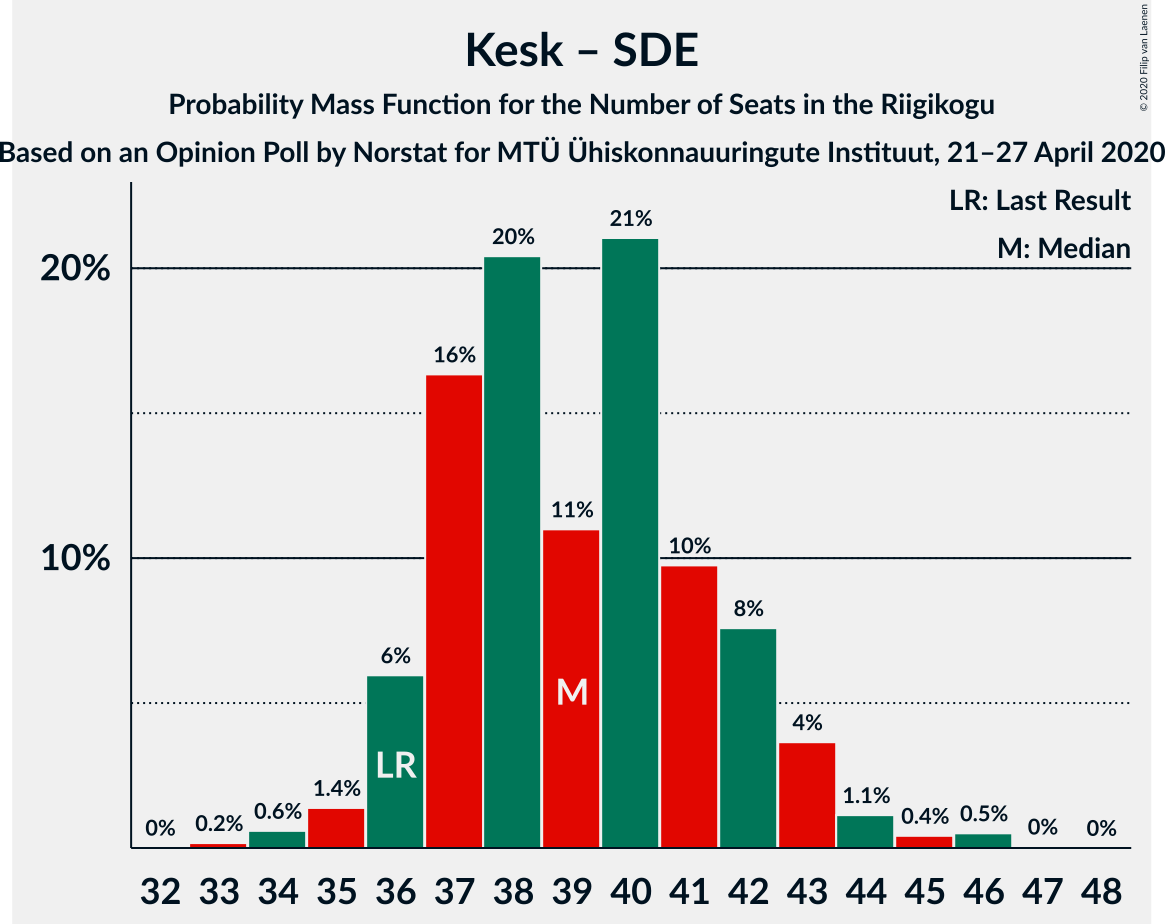 Kesk – SDE
Probability Mass Function for the Number of Seats in the Riigikogu
Based on an Opinion Poll by Norstat for MTÜ Ühiskonnauuringute Instituut, 21–27 April 2020
© 2020 Filip van Laenen
LR: Last Result
M: Median
20%
10%
0%
0.2%
0.6%
1.4%
6%
16%
20%
11%
21%
10%
8%
4%
1.1%
0.4%
0.5%
0%
0%
LR
M
32 33 34 35 36 37 38 39 40 41 42 43 44 45 46 47 48